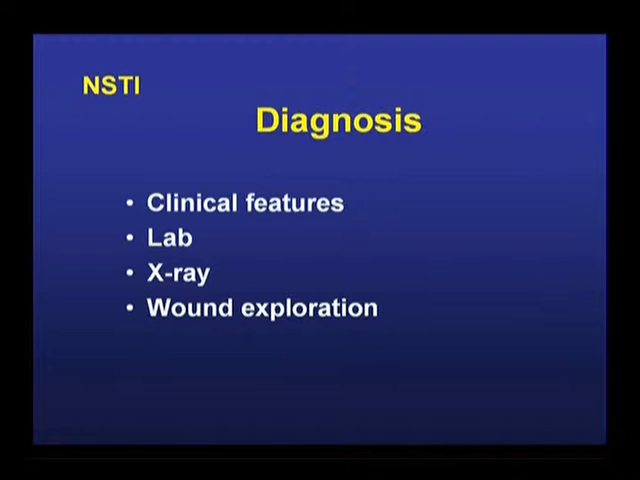 NSTI
Diagnosis
• Clinical features
• Lab
• X-ray
• Wound exploration